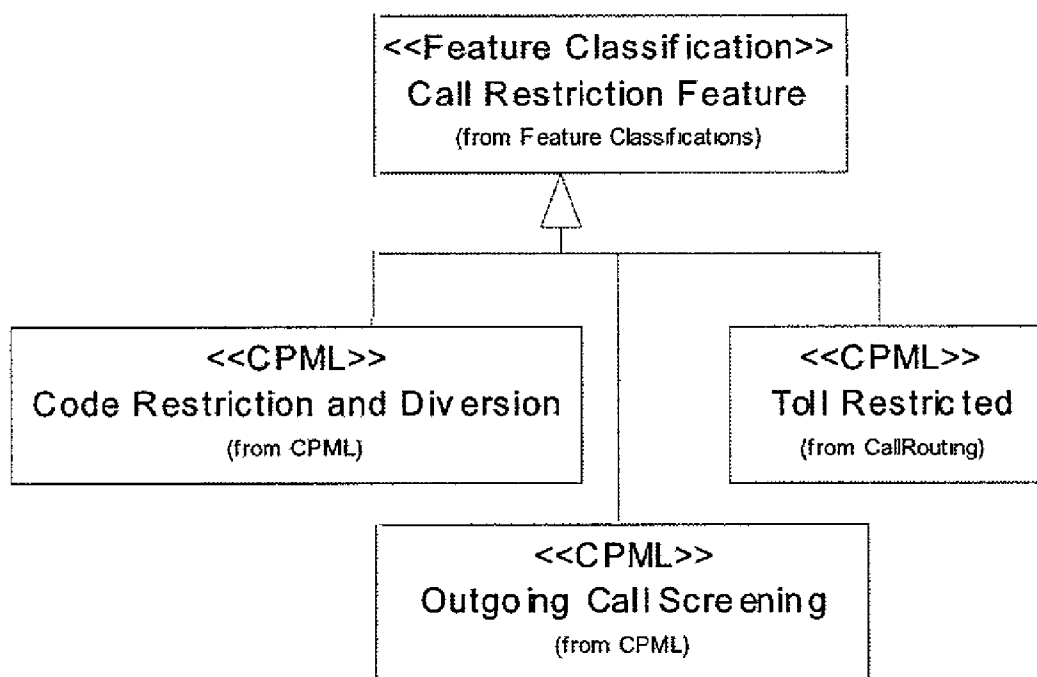 <<Feature Classification>>
Call Restriction Feature
(from Feature Classifications)
<<CPML>>
Code Restriction and Diversion
(from CPML)
<<CPML>>
Toll Restricted
(from CallRouting)
<<CPML>>
Outgoing Call Screening
(from CPML)